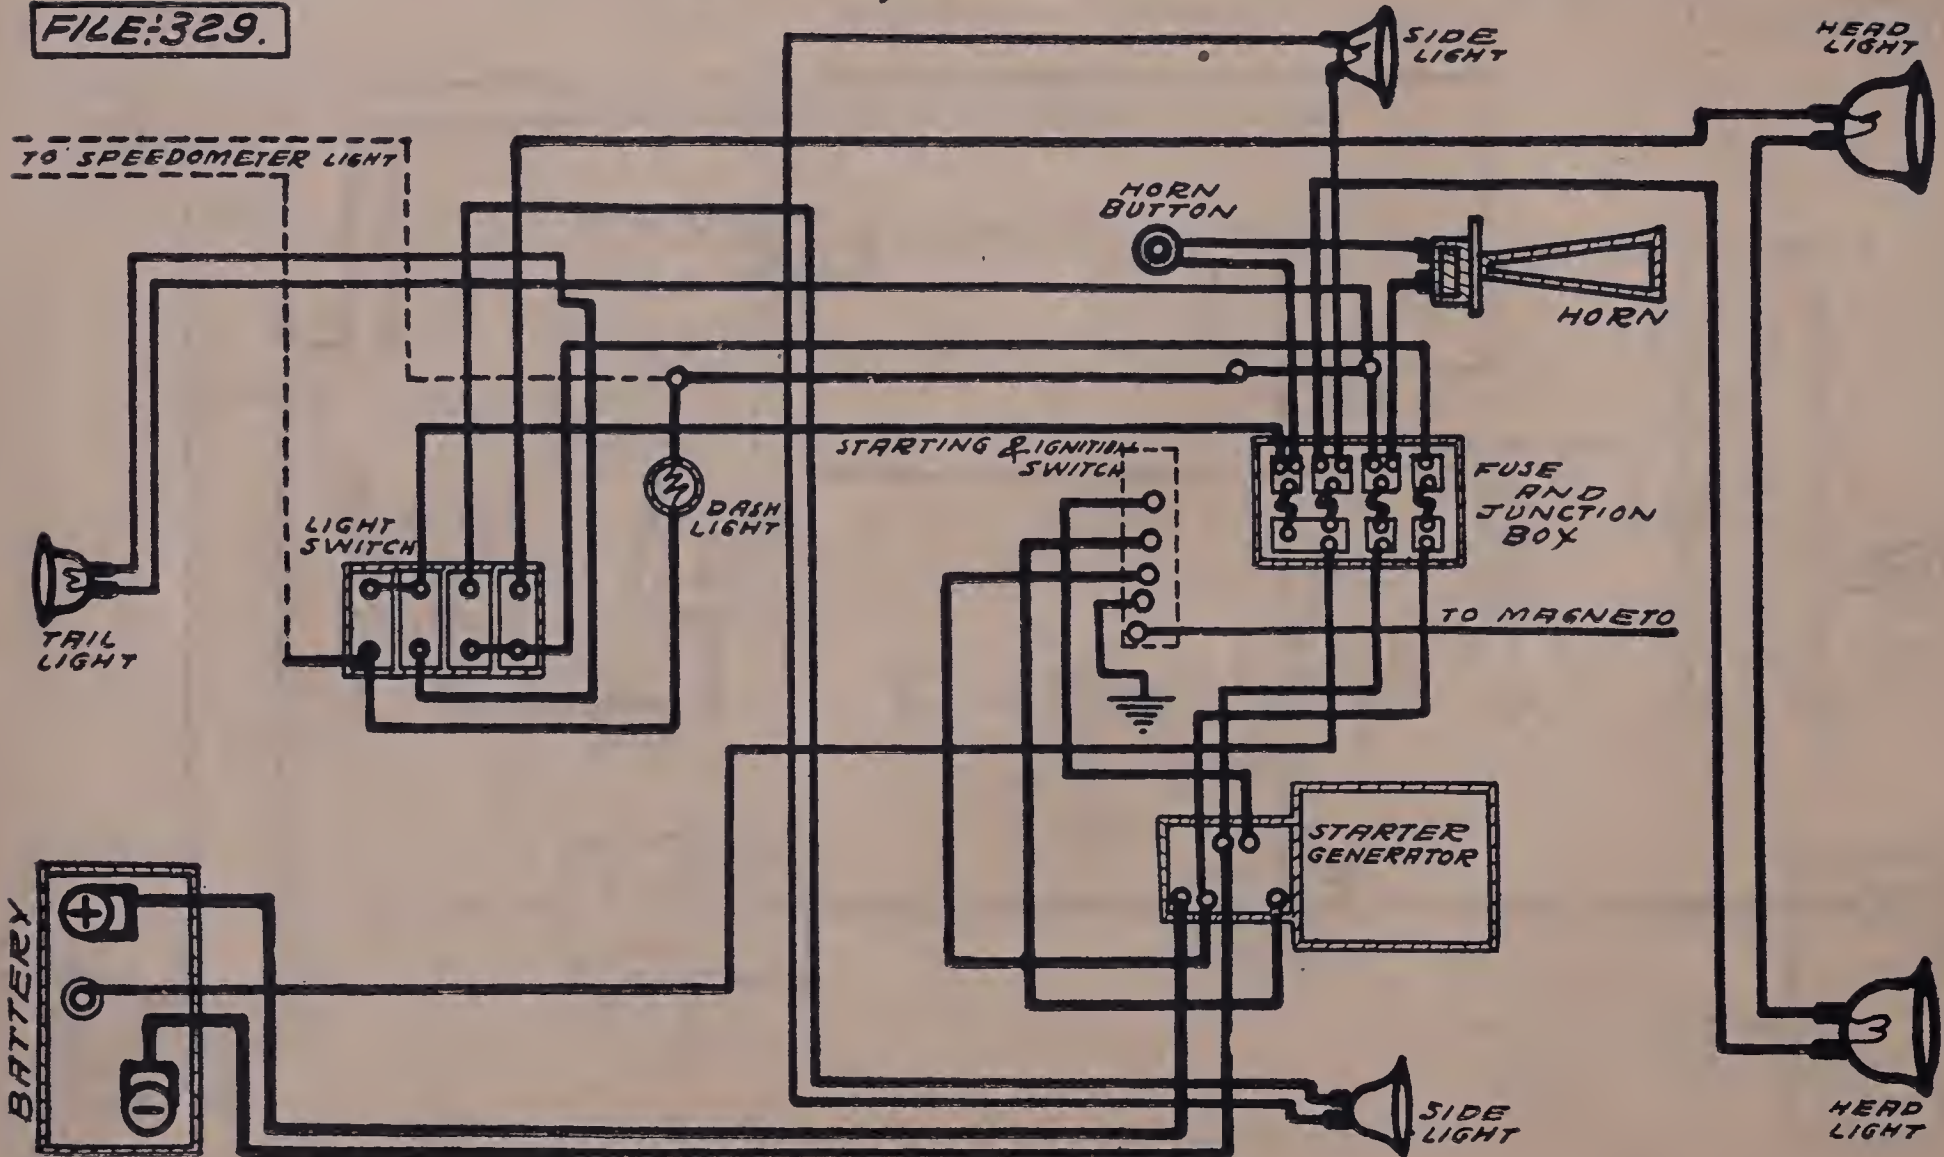 FILE:329.
SIDE
LIGHT
HEAD
LIGHT
TO SPEEDOMETER LIGHT
HORN
BUTTON
HORN
STARTING & IGNITION
SWITCH
FUSE
AND
JUNCTION
BOX
DASH
LIGHT
LIGHT
SWITCH
TAIL
LIGHT
TO MAGNETO
STARTER
GENERATOR
BATTERY
+
-
SIDE
LIGHT
HEAD
LIGHT